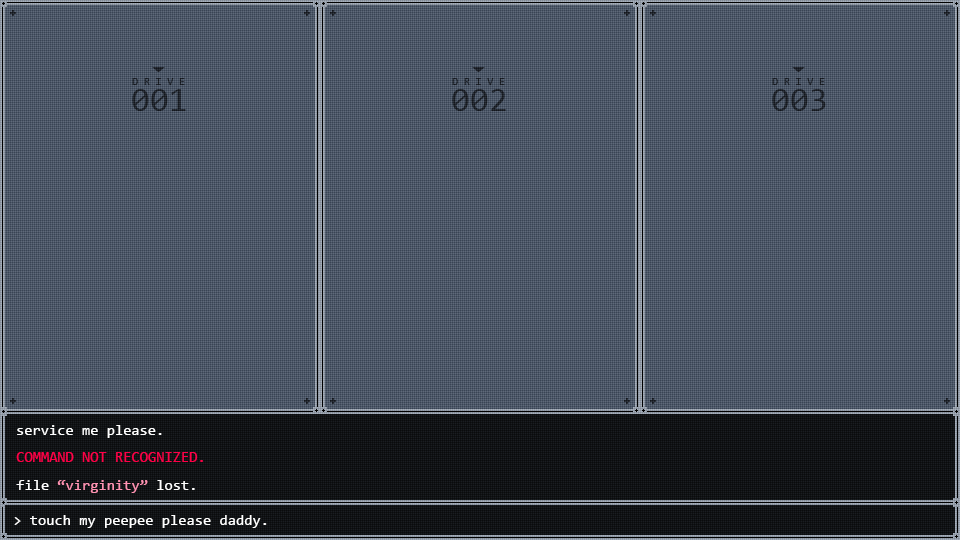 DRIVE
001
DRIVE
002
DRIVE
003
service me please.
COMMAND NOT RECOGNIZED.
file “virginity” lost.
> touch my peepee please daddy.